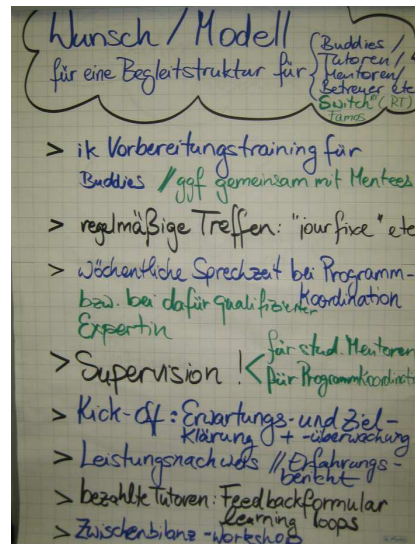 Wunsch / Modell
für eine Begleitstruktur für
Buddies /
Tutoren /
Mentoren /
Betreuer etc
Switch" (RT)
Tamas
> ik Vorbereitungstraining für
Buddies // ggf gemeinsam mit Mentees
> regelmäßige Treffen: "jour fixe" etc
> wöchentliche Sprechzeit bei Programm-
Koordination
bzw. bei dafür qualifizierter
Expertin
> Supervision ! <
für stud. Mentoren
für Programmkoordinat
> Kick-off: Erwartungs- und Ziel-
klärung + -überwachung
> Leistungsnachweis // Erfahrungs-
bericht
> bezahlte Tutoren: Feedbackformular
learning loops
> Zwischenbilanz-workshop